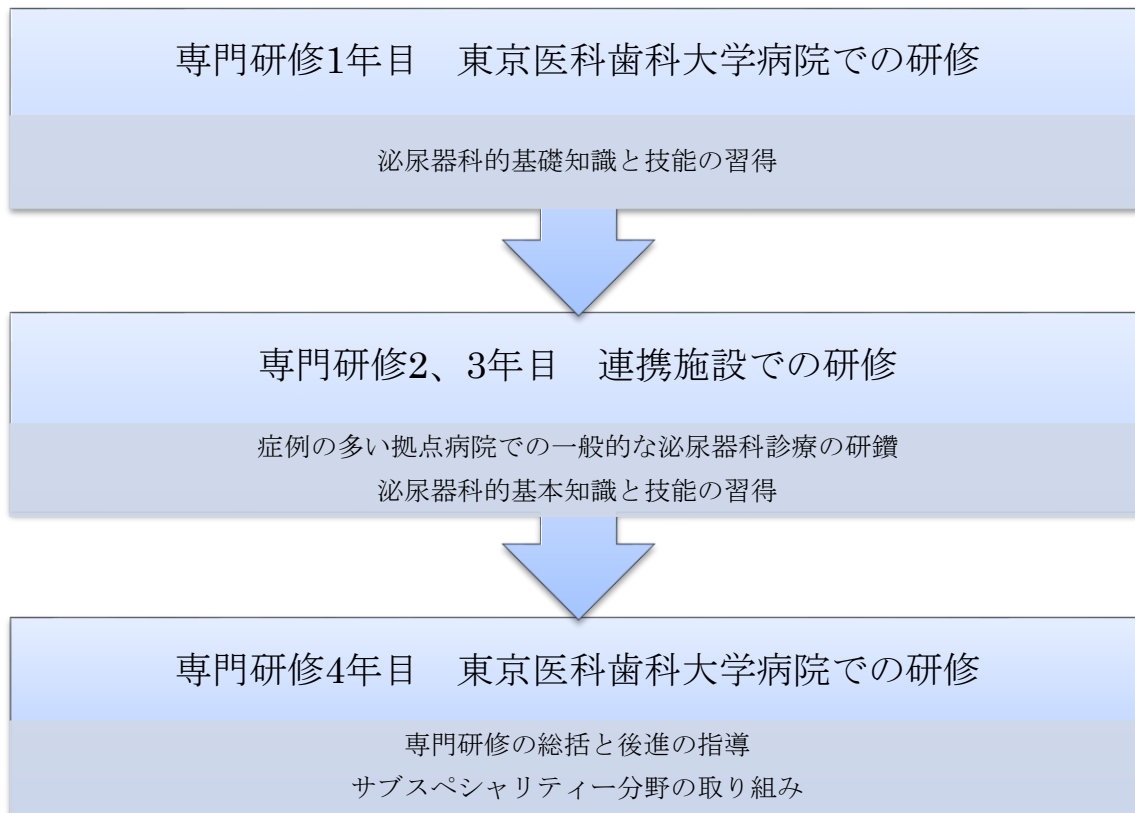 専門研修1年目　東京医科歯科大学病院での研修
泌尿器科的基礎知識と技能の習得
専門研修2、3年目　連携施設での研修
症例の多い拠点病院での一般的な泌尿器科診療の研鑽
泌尿器科的基本知識と技能の習得
専門研修4年目　東京医科歯科大学病院での研修
専門研修の総括と後進の指導
サブスペシャリティー分野の取り組み